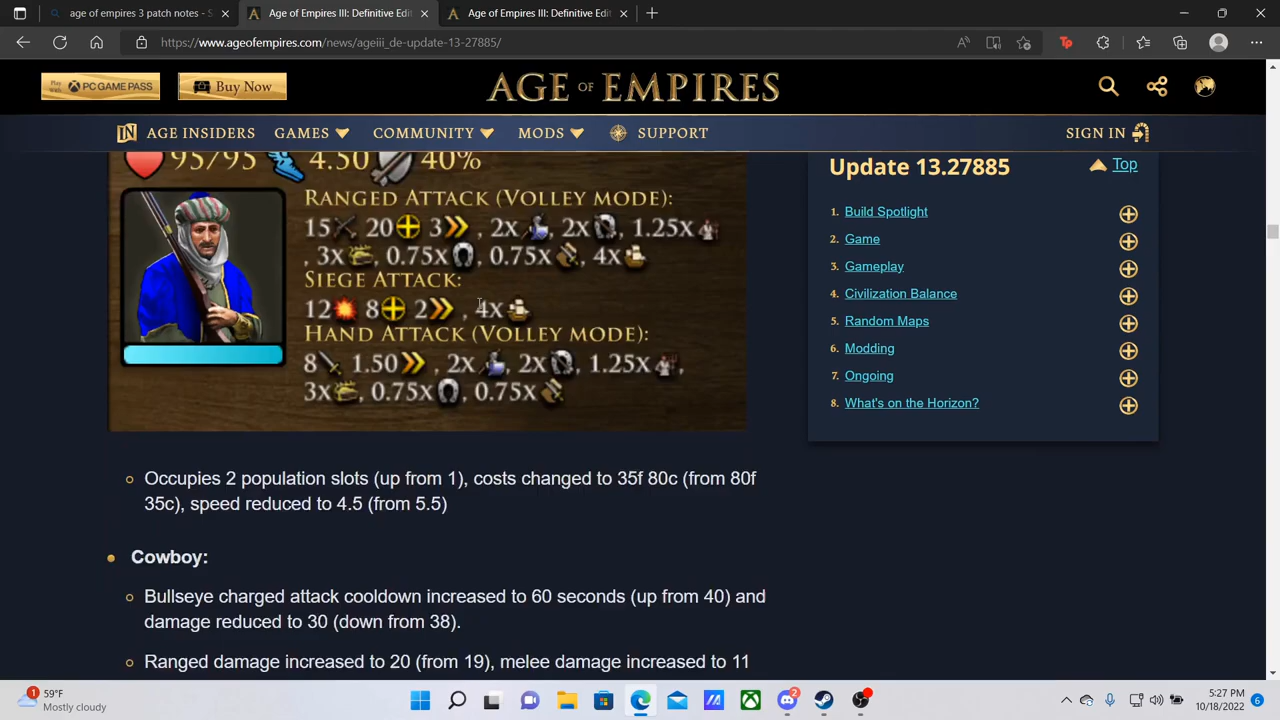 age of empires 3 patch notes - S
Age of Empires III: Definitive Edit
Age of Empires III: Definitive Edit
https://www.ageofempires.com/news/ageiii_de-update-13-27885/
Play with PC GAME PASS
Buy Now
AGE OF EMPIRES
AGE INSIDERS GAMES COMMUNITY MODS SUPPORT SIGN IN
95/95 4.50 40%
RANGED ATTACK (VOLLEY MODE):
15 20 3 , 2x 2x 1.25x
, 3x 0.75x 0.75x , 4x
SIEGE ATTACK:
12 8 2 , 4x
HAND ATTACK (VOLLEY MODE):
8 1.50 , 2x , 2x , 1.25x ,
3x , 0.75x , 0.75x
Update 13.27885 Top
1. Build Spotlight
2. Game
3. Gameplay
4. Civilization Balance
5. Random Maps
6. Modding
7. Ongoing
8. What's on the Horizon?
Occupies 2 population slots (up from 1), costs changed to 35f 80c (from 80f
35c), speed reduced to 4.5 (from 5.5)
Cowboy:
Bullseye charged attack cooldown increased to 60 seconds (up from 40) and
damage reduced to 30 (down from 38).
Ranged damage increased to 20 (from 19), melee damage increased to 11
1
59°F
Mostly cloudy
2
5:27 PM
10/18/2022
6